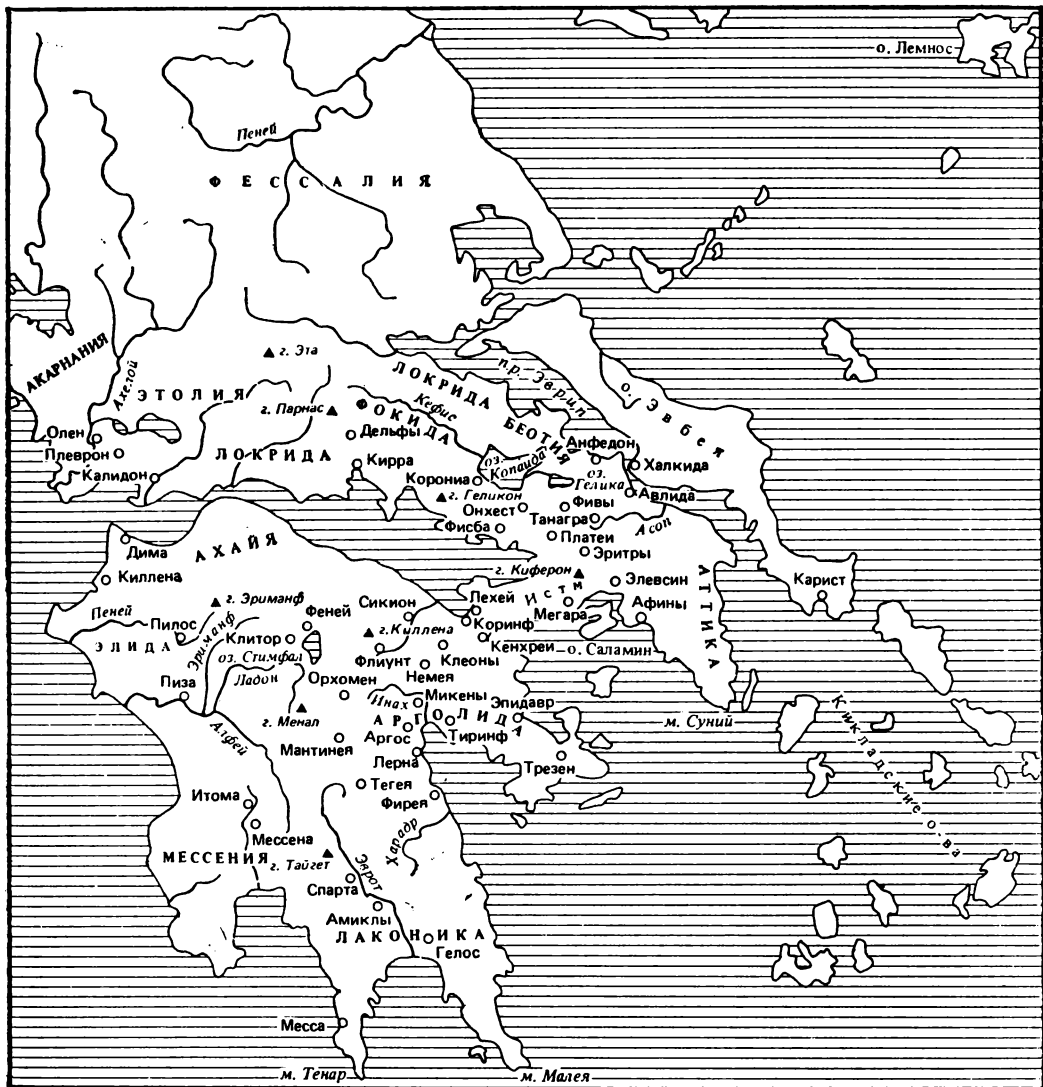 о. Лемнос
Пеней
ФЕССАЛИЯ
АКАРНАНИЯ
Ахелой
г. Эта
ЭТОЛИЯ
ЛОКРИДА
пр. Эврип
о. Эвбея
г. Парнас
ФОКИДА
Кефис
БЕОТИЯ
Олен
Плеврон
Калидон
ЛОКРИДА
Дельфы
Кирра
Корониа
оз. Копаида
Анфедон
Халкида
оз. Гелика
Авлида
г. Геликон
Онхест
Фивы
Танагра
Асоп
Фисба
Платеи
Эритры
г. Киферон
Элевсин
АТТИКА
Карист
Дима
АХАЙЯ
Киллена
Истм
Лехей
Мегара
Афины
Пеней
г. Эриманф
Феней
Сикион
Коринф
Пилос
Эриманф
Клитор
г. Киллена
Кенхреи
о. Саламин
ЭЛИДА
оз. Стимфал
Флиунт
Клеоны
Немея
Пиза
Ладон
Орхомен
Инах
Микены
Эпидавр
г. Менал
АРГОЛИДА
м. Суний
Алфей
Мантинея
Аргос
Тиринф
Лерна
Трезен
Кикладские о-ва
Тегея
Фирея
Итома
Мессена
Харадр
МЕССЕНИЯ
г. Тайгет
Эврот
Спарта
Амиклы
ЛАКОНИКА
Гелос
Месса
м. Тенар
м. Малея